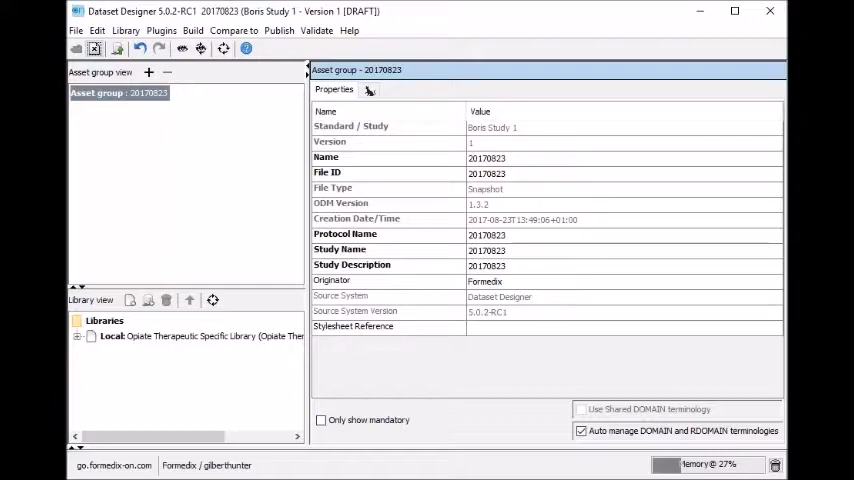 Dataset Designer 5.0.2-RC1 20170823 (Boris Study 1 - Version 1 [DRAFT])
File Edit Library Plugins Build Compare to Publish Validate Help
Asset group view
Asset group : 20170823
Asset group - 20170823
Properties
Name Value
Standard / Study Boris Study 1
Version 1
Name 20170823
File ID 20170823
File Type Snapshot
ODM Version 1.3.2
Creation Date/Time 2017-08-23T13:49:06+01:00
Protocol Name 20170823
Study Name 20170823
Study Description 20170823
Originator Formedix
Source System Dataset Designer
Source System Version 5.0.2-RC1
Stylesheet Reference
Library view
Libraries
Local: Opiate Therapeutic Specific Library (Opiate Ther
Only show mandatory
Use Shared DOMAIN terminology
Auto manage DOMAIN and RDOMAIN terminologies
go.formedix-on.com Formedix / gilberthunter
Memory@ 27%